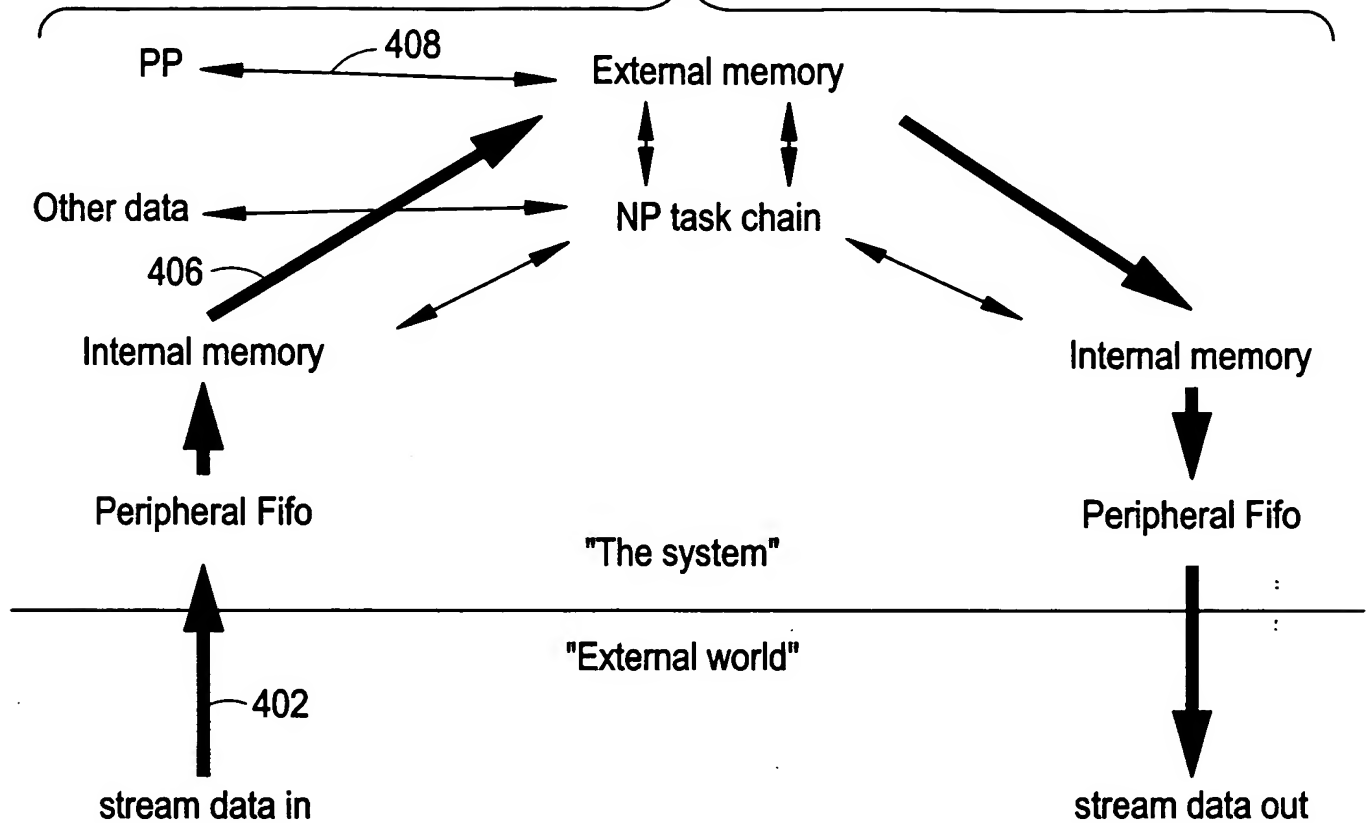 408
PP
External memory
Other data
NP task chain
406
Internal memory
Internal memory
Peripheral Fifo
Peripheral Fifo
"The system"
"External world"
402
stream data in
stream data out